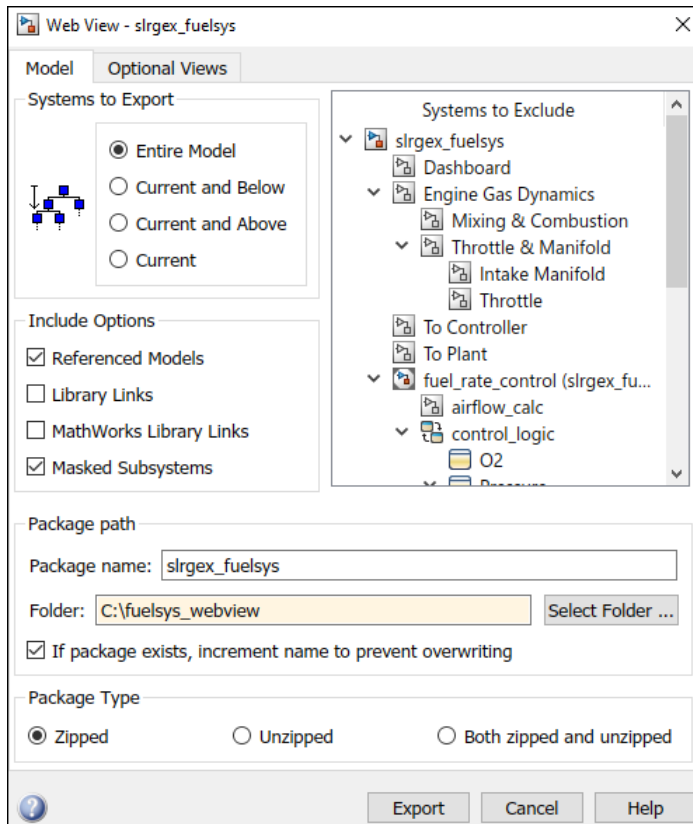 Web View - slrgex_fuelsys
Model
Optional Views
Systems to Export
Entire Model
Current and Below
Current and Above
Current
Include Options
Referenced Models
Library Links
MathWorks Library Links
Masked Subsystems
Systems to Exclude
slrgex_fuelsys
Dashboard
Engine Gas Dynamics
Mixing & Combustion
Throttle & Manifold
Intake Manifold
Throttle
To Controller
To Plant
fuel_rate_control (slrgex_fu...
airflow_calc
control_logic
O2
Pressure
Package path
Package name: slrgex_fuelsys
Folder: C:\fuelsys_webview Select Folder ...
If package exists, increment name to prevent overwriting
Package Type
Zipped Unzipped Both zipped and unzipped
Export Cancel Help